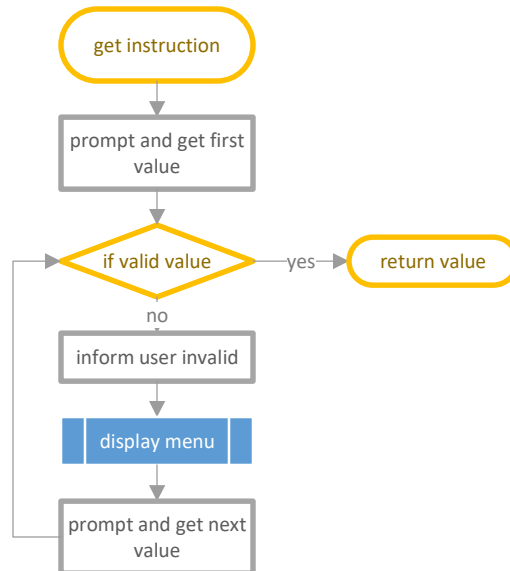 get instruction
prompt and get first
value
if valid value
yes
return value
no
inform user invalid
display menu
prompt and get next
value